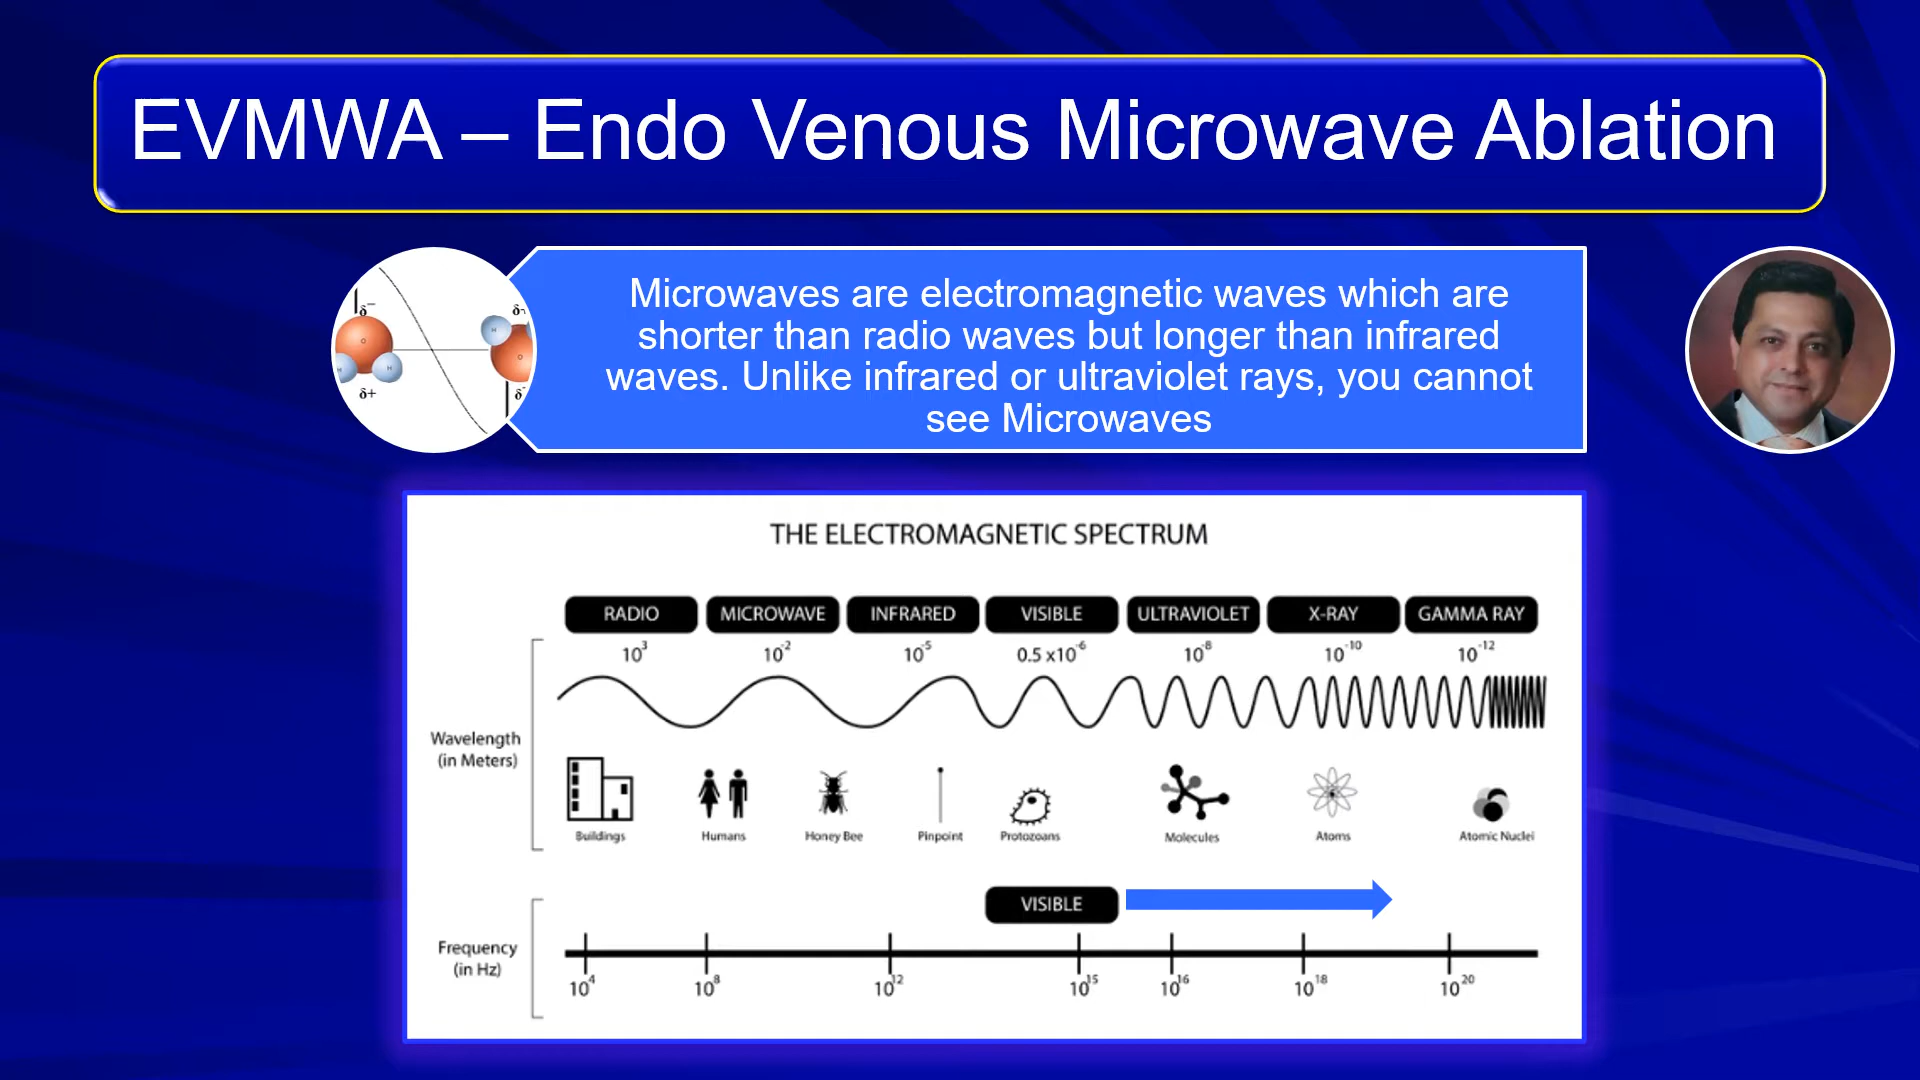 EVMWA – Endo Venous Microwave Ablation
Microwaves are electromagnetic waves which are
shorter than radio waves but longer than infrared
waves. Unlike infrared or ultraviolet rays, you cannot
see Microwaves
δ⁻
O
H
H
δ+
H
O
THE ELECTROMAGNETIC SPECTRUM
RADIO MICROWAVE INFRARED VISIBLE ULTRAVIOLET X-RAY GAMMA RAY
10³ 10⁻² 10⁻⁵ 0.5 x10⁻⁶ 10⁻⁸ 10⁻¹⁰ 10⁻¹²
Wavelength
(in Meters)
Buildings Humans Honey Bee Pinpoint Protozoans Molecules Atoms Atomic Nuclei
VISIBLE
Frequency
(in Hz)
10⁴ 10⁸ 10¹² 10¹⁵ 10¹⁶ 10¹⁸ 10²⁰